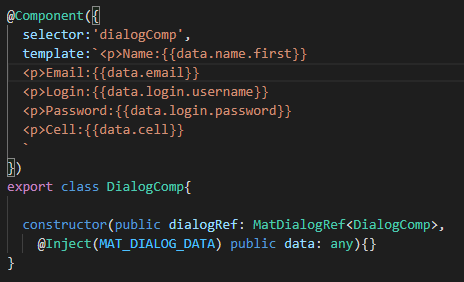 @Component({
selector:'dialogComp',
template:`<p>Name:{{data.name.first}}
<p>Email:{{data.email}}
<p>Login:{{data.login.username}}
<p>Password:{{data.login.password}}
<p>Cell:{{data.cell}}
`
})
export class DialogComp{
constructor(public dialogRef: MatDialogRef<DialogComp>,
@Inject(MAT_DIALOG_DATA) public data: any){}
}